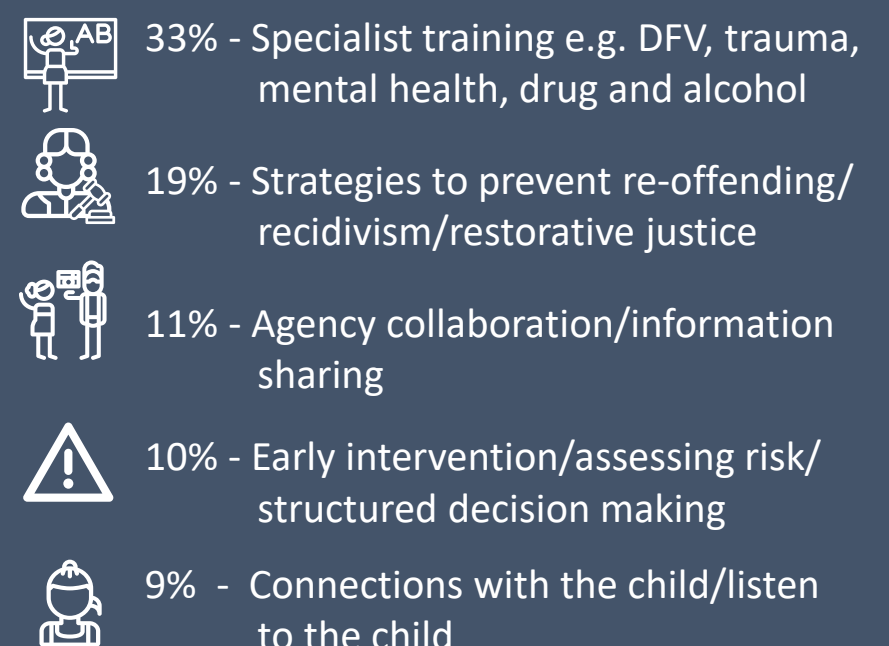 AB
33% - Specialist training e.g. DFV, trauma,
mental health, drug and alcohol
19% - Strategies to prevent re-offending/
recidivism/restorative justice
11% - Agency collaboration/information
sharing
10% - Early intervention/assessing risk/
structured decision making
9% - Connections with the child/listen
to the child